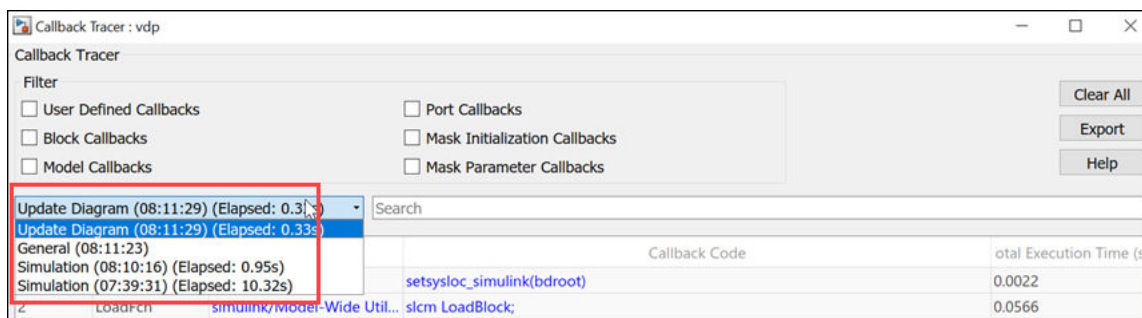 Callback Tracer : vdp
Callback Tracer
Filter
User Defined Callbacks
Port Callbacks
Clear All
Block Callbacks
Mask Initialization Callbacks
Export
Model Callbacks
Mask Parameter Callbacks
Help
Update Diagram (08:11:29) (Elapsed: 0.33s)
Search
Update Diagram (08:11:29) (Elapsed: 0.33s)
General (08:11:23)
Simulation (08:10:16) (Elapsed: 0.95s)
Simulation (07:39:31) (Elapsed: 10.32s)
Callback Code
otal Execution Time (s
setsysloc_simulink(bdroot)
0.0022
2
LoadFcn
simulink/Model-Wide Util...
slcm LoadBlock;
0.0566